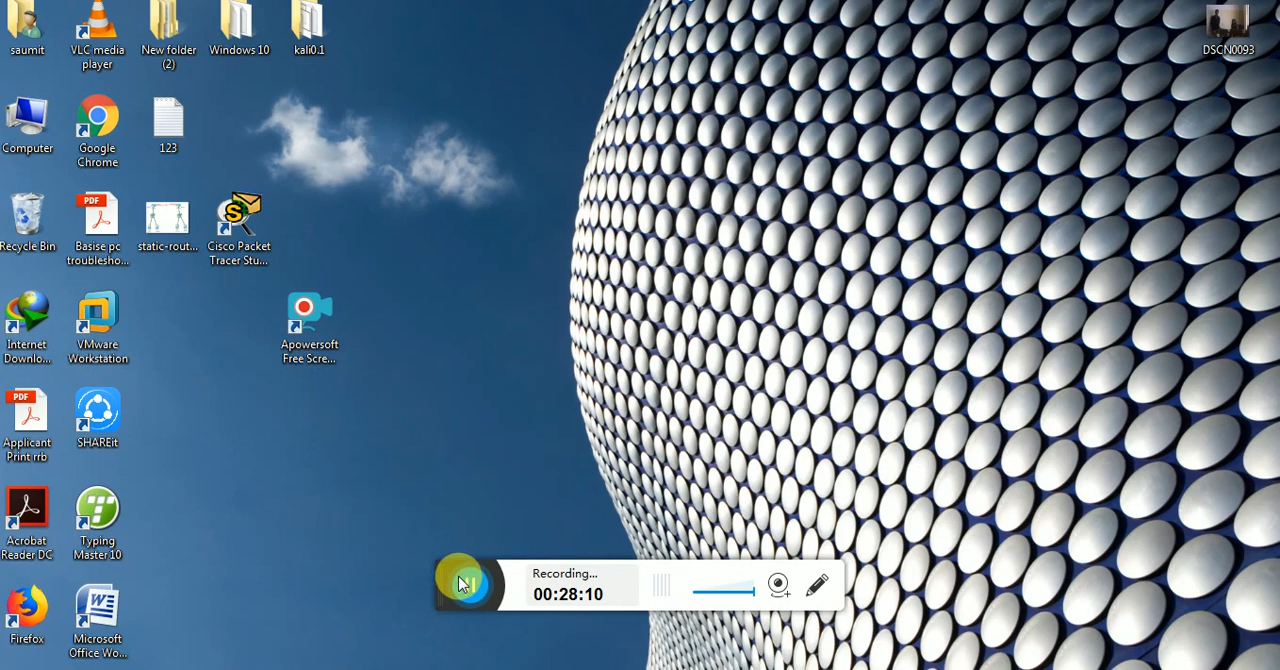 saumit
VLC media
player
New folder
(2)
Windows 10
kali0.1
DSCN0093
Computer
Google
Chrome
123
Recycle Bin
PDF
Basise pc
troublesho...
static-rout...
Cisco Packet
Tracer Stu...
Internet
Downlo...
VMware
Workstation
Apowersoft
Free Scre...
PDF
Applicant
Print rrb
SHAREit
Acrobat
Reader DC
Typing
Master 10
Recording...
00:28:10
Firefox
Microsoft
Office Wo...